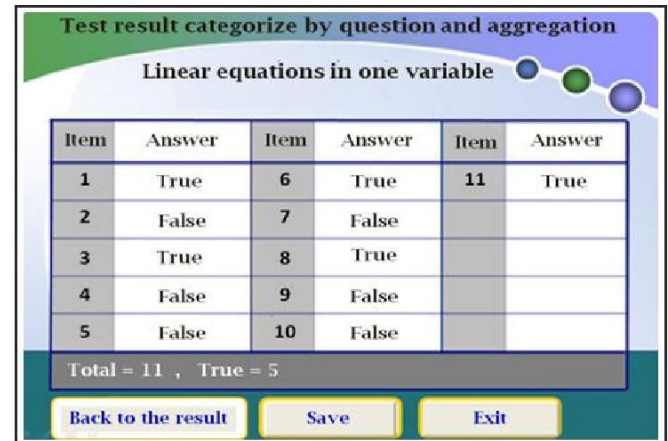 Test result categorize by question and aggregation
Linear equations in one variable
Item Answer Item Answer Item Answer
1 True 6 True 11 True
2 False 7 False
3 True 8 True
4 False 9 False
5 False 10 False
Total = 11 , True = 5
Back to the result Save Exit